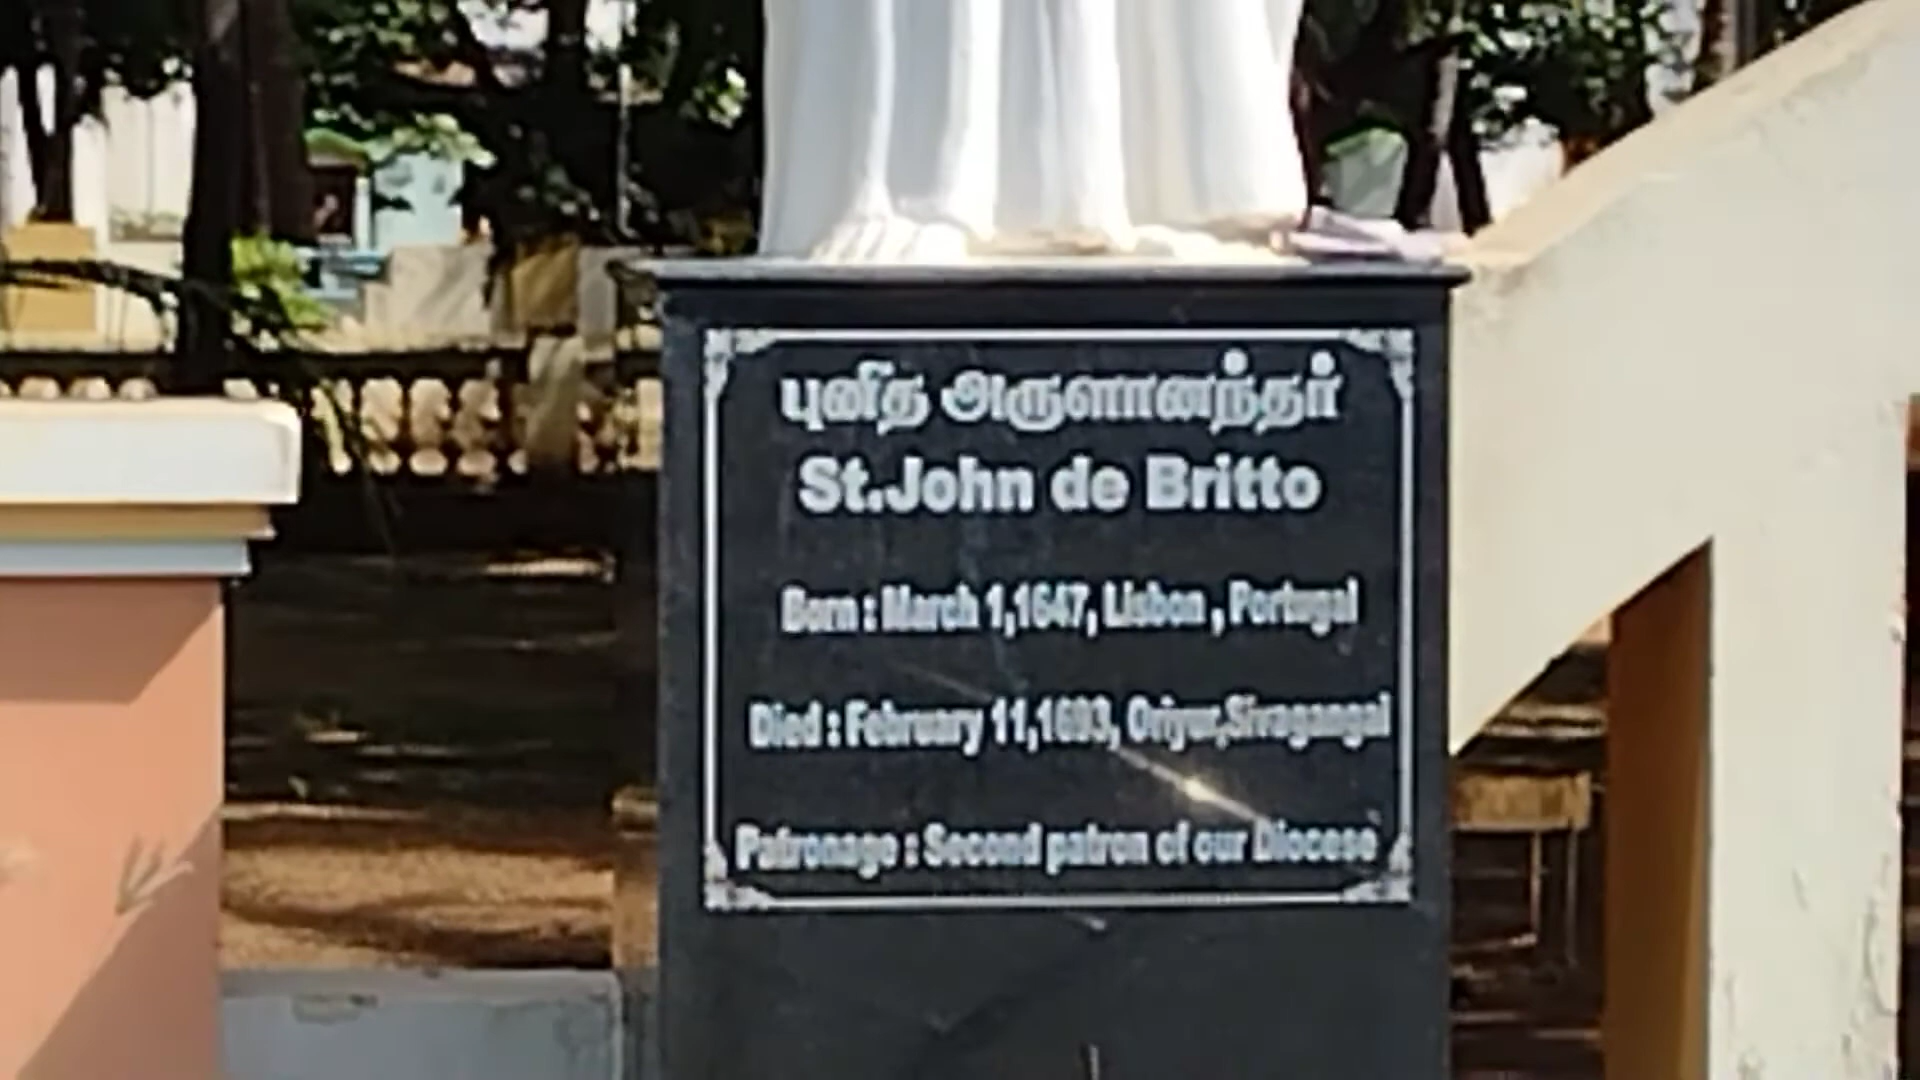 புனித அருளானந்தர்
St.John de Britto
Born : March 1,1647, Lisbon , Portugal
Died : February 11,1693, Oriyur,Sivagangai
Patronage : Second patron of our Diocese